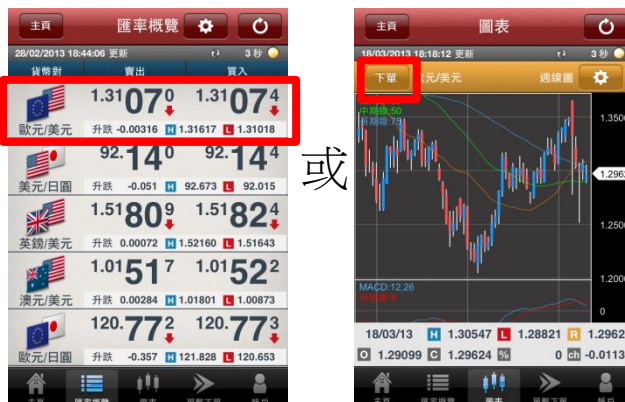 主頁
匯率概覽
28/02/2013 18:44:06 更新
3 秒
貨幣對
賣出
買入
1.31070
1.31074
歐元/美元
升跌 -0.00316 H 1.31617 L 1.31018
92.140
92.144
美元/日圓
升跌 -0.051 H 92.673 L 92.015
1.51809
1.51824
英鎊/美元
升跌 0.00072 H 1.52160 L 1.51643
1.01517
1.01522
澳元/美元
升跌 0.00284 H 1.01801 L 1.00873
120.772
120.773
歐元/日圓
升跌 -0.357 H 121.828 L 120.653
或
主頁
圖表
18/03/2013 18:18:12 更新
3 秒
下單
元/美元
週線圖
中期線:50
長期線:75
1.3500
1.296
1.2500
1.2000
MACD:12,26
0
18/03/13 H 1.30547 L 1.28821 R 1.2962
O 1.29099 C 1.29624 % 0 ch -0.0113
圖表